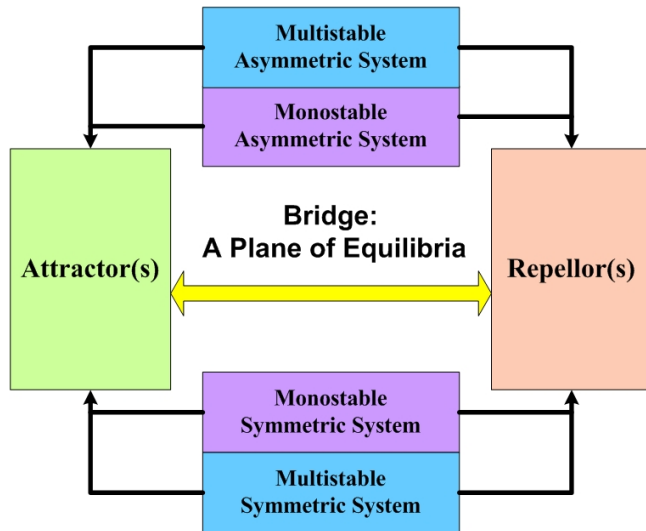 Multistable
Asymmetric System
Monostable
Asymmetric System
Attractor(s)
Bridge:
A Plane of Equilibria
Repellor(s)
Monostable
Symmetric System
Multistable
Symmetric System